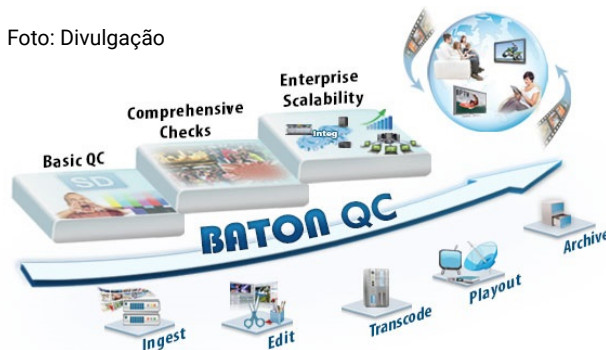 Foto: Divulgação
Enterprise
Scalability
Comprehensive
Checks
Basic QC
SD
Integ
BATON QC
Archive
Playout
Transcode
Edit
Ingest